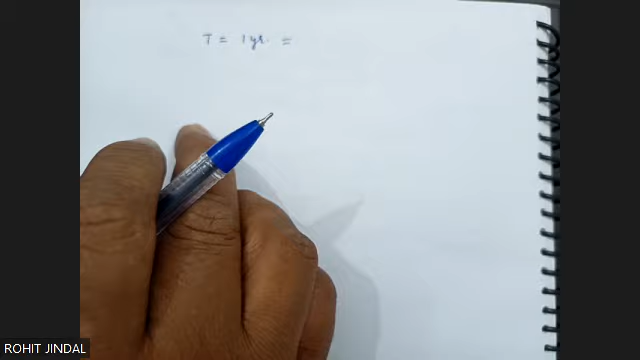 T = 1 yr. =
ROHIT JINDAL